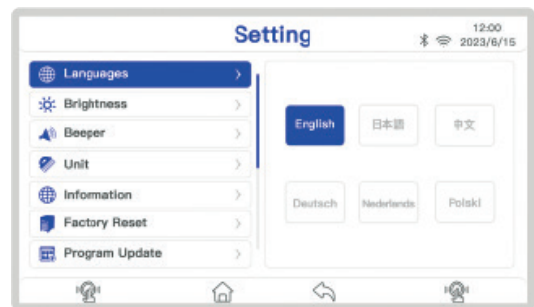 Setting
12:00
2023/6/15
Languages
Brightness
Beeper
Unit
Information
Factory Reset
Program Update
English 日本語 中文
Deutsch Nederlands Polski